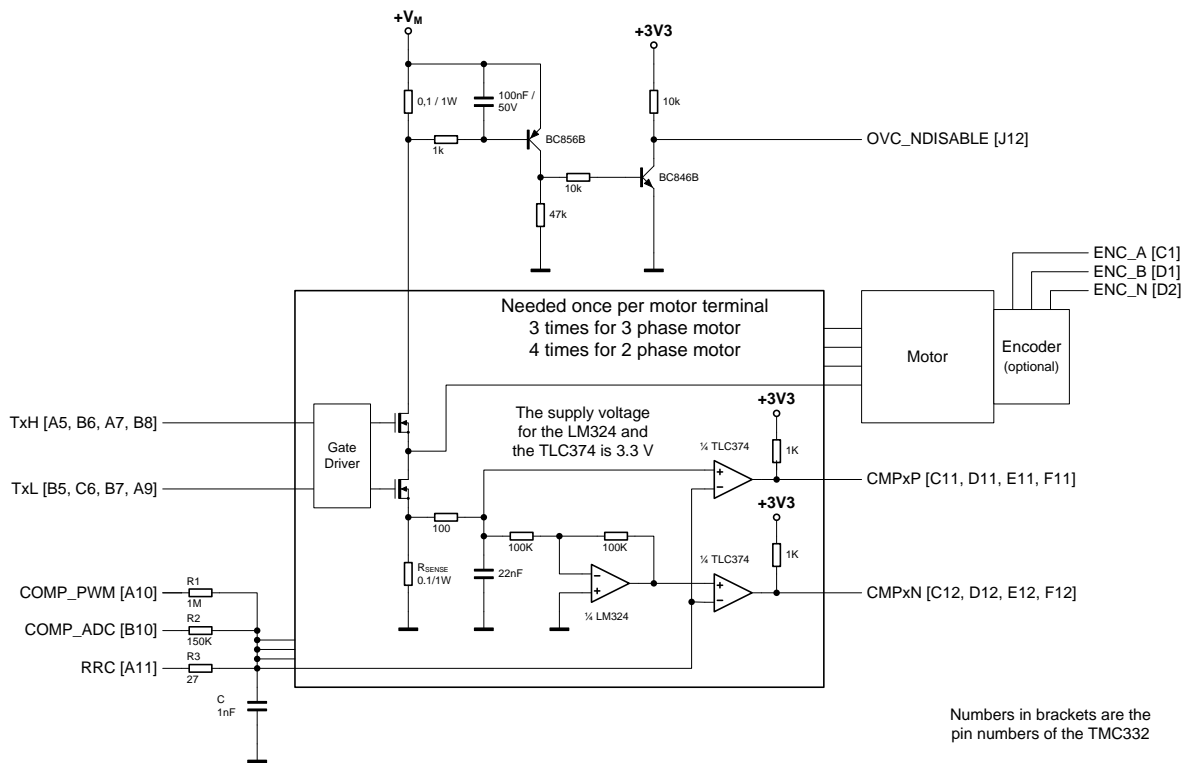 +VM
+3V3
0,1 / 1W
100nF /
50V
10k
1k
BC856B
OVC_NDISABLE [J12]
10k
BC846B
47k
ENC_A [C1]
ENC_B [D1]
ENC_N [D2]
Needed once per motor terminal
3 times for 3 phase motor
4 times for 2 phase motor
Motor
Encoder
(optional)
TxH [A5, B6, A7, B8]
The supply voltage
for the LM324 and
the TLC374 is 3.3 V
+3V3
Gate
Driver
¼ TLC374
1K
TxL [B5, C6, B7, A9]
CMPxP [C11, D11, E11, F11]
+3V3
100
100K
100K
¼ TLC374
1K
RSENSE
0.1/1W
22nF
¼ LM324
CMPxN [C12, D12, E12, F12]
COMP_PWM [A10]
R1
1M
COMP_ADC [B10]
R2
150K
RRC [A11]
R3
27
C
1nF
Numbers in brackets are the
pin numbers of the TMC332